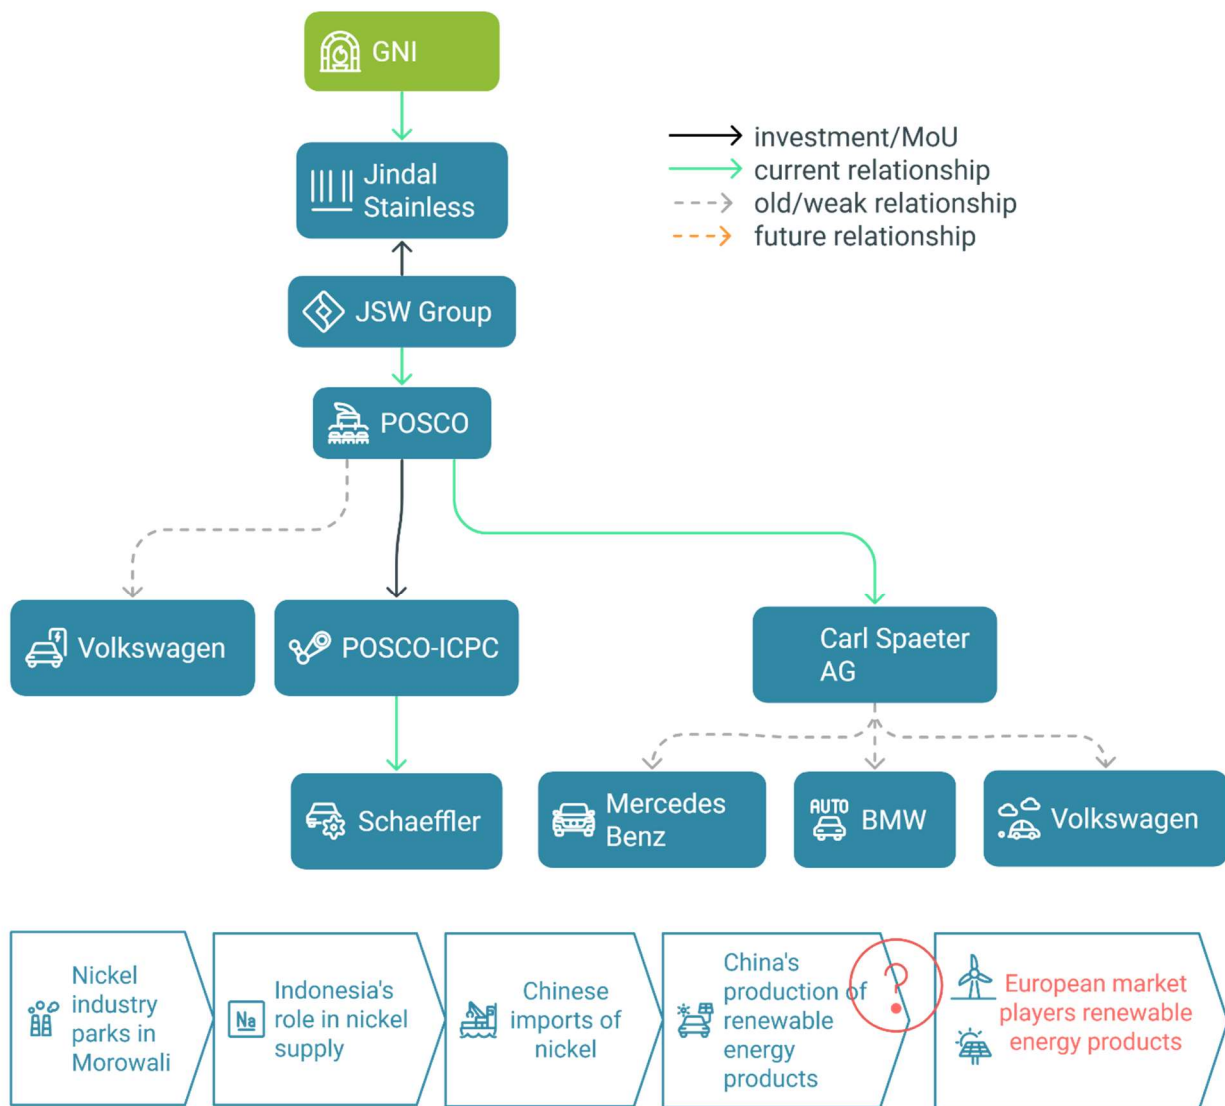 GNI
Jindal
Stainless
investment/MoU
current relationship
old/weak relationship
future relationship
JSW Group
POSCO
Volkswagen
POSCO-ICPC
Carl Spaeter
AG
Schaeffler
Mercedes
Benz
AUTO
BMW
Volkswagen
Nickel
industry
parks in
Morowali
Na
Indonesia's
role in nickel
supply
Chinese
imports of
nickel
China's
production of
renewable
energy
products
?
European market
players renewable
energy products